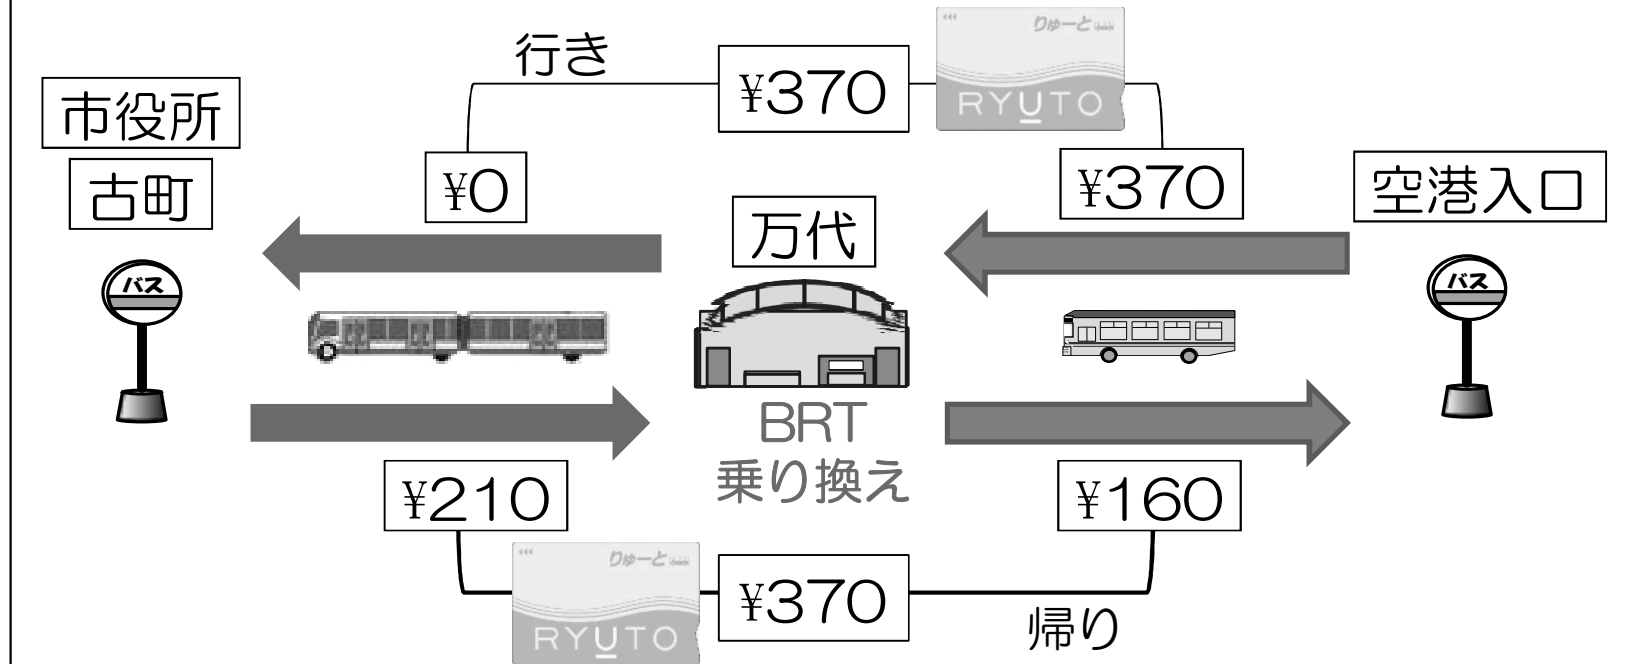 行き
¥370
りゅーと
RYUTO
市役所
古町
¥0
¥370
空港入口
万代
バス
バス
BRT
乗り換え
¥210
¥160
りゅーと
RYUTO
¥370
帰り